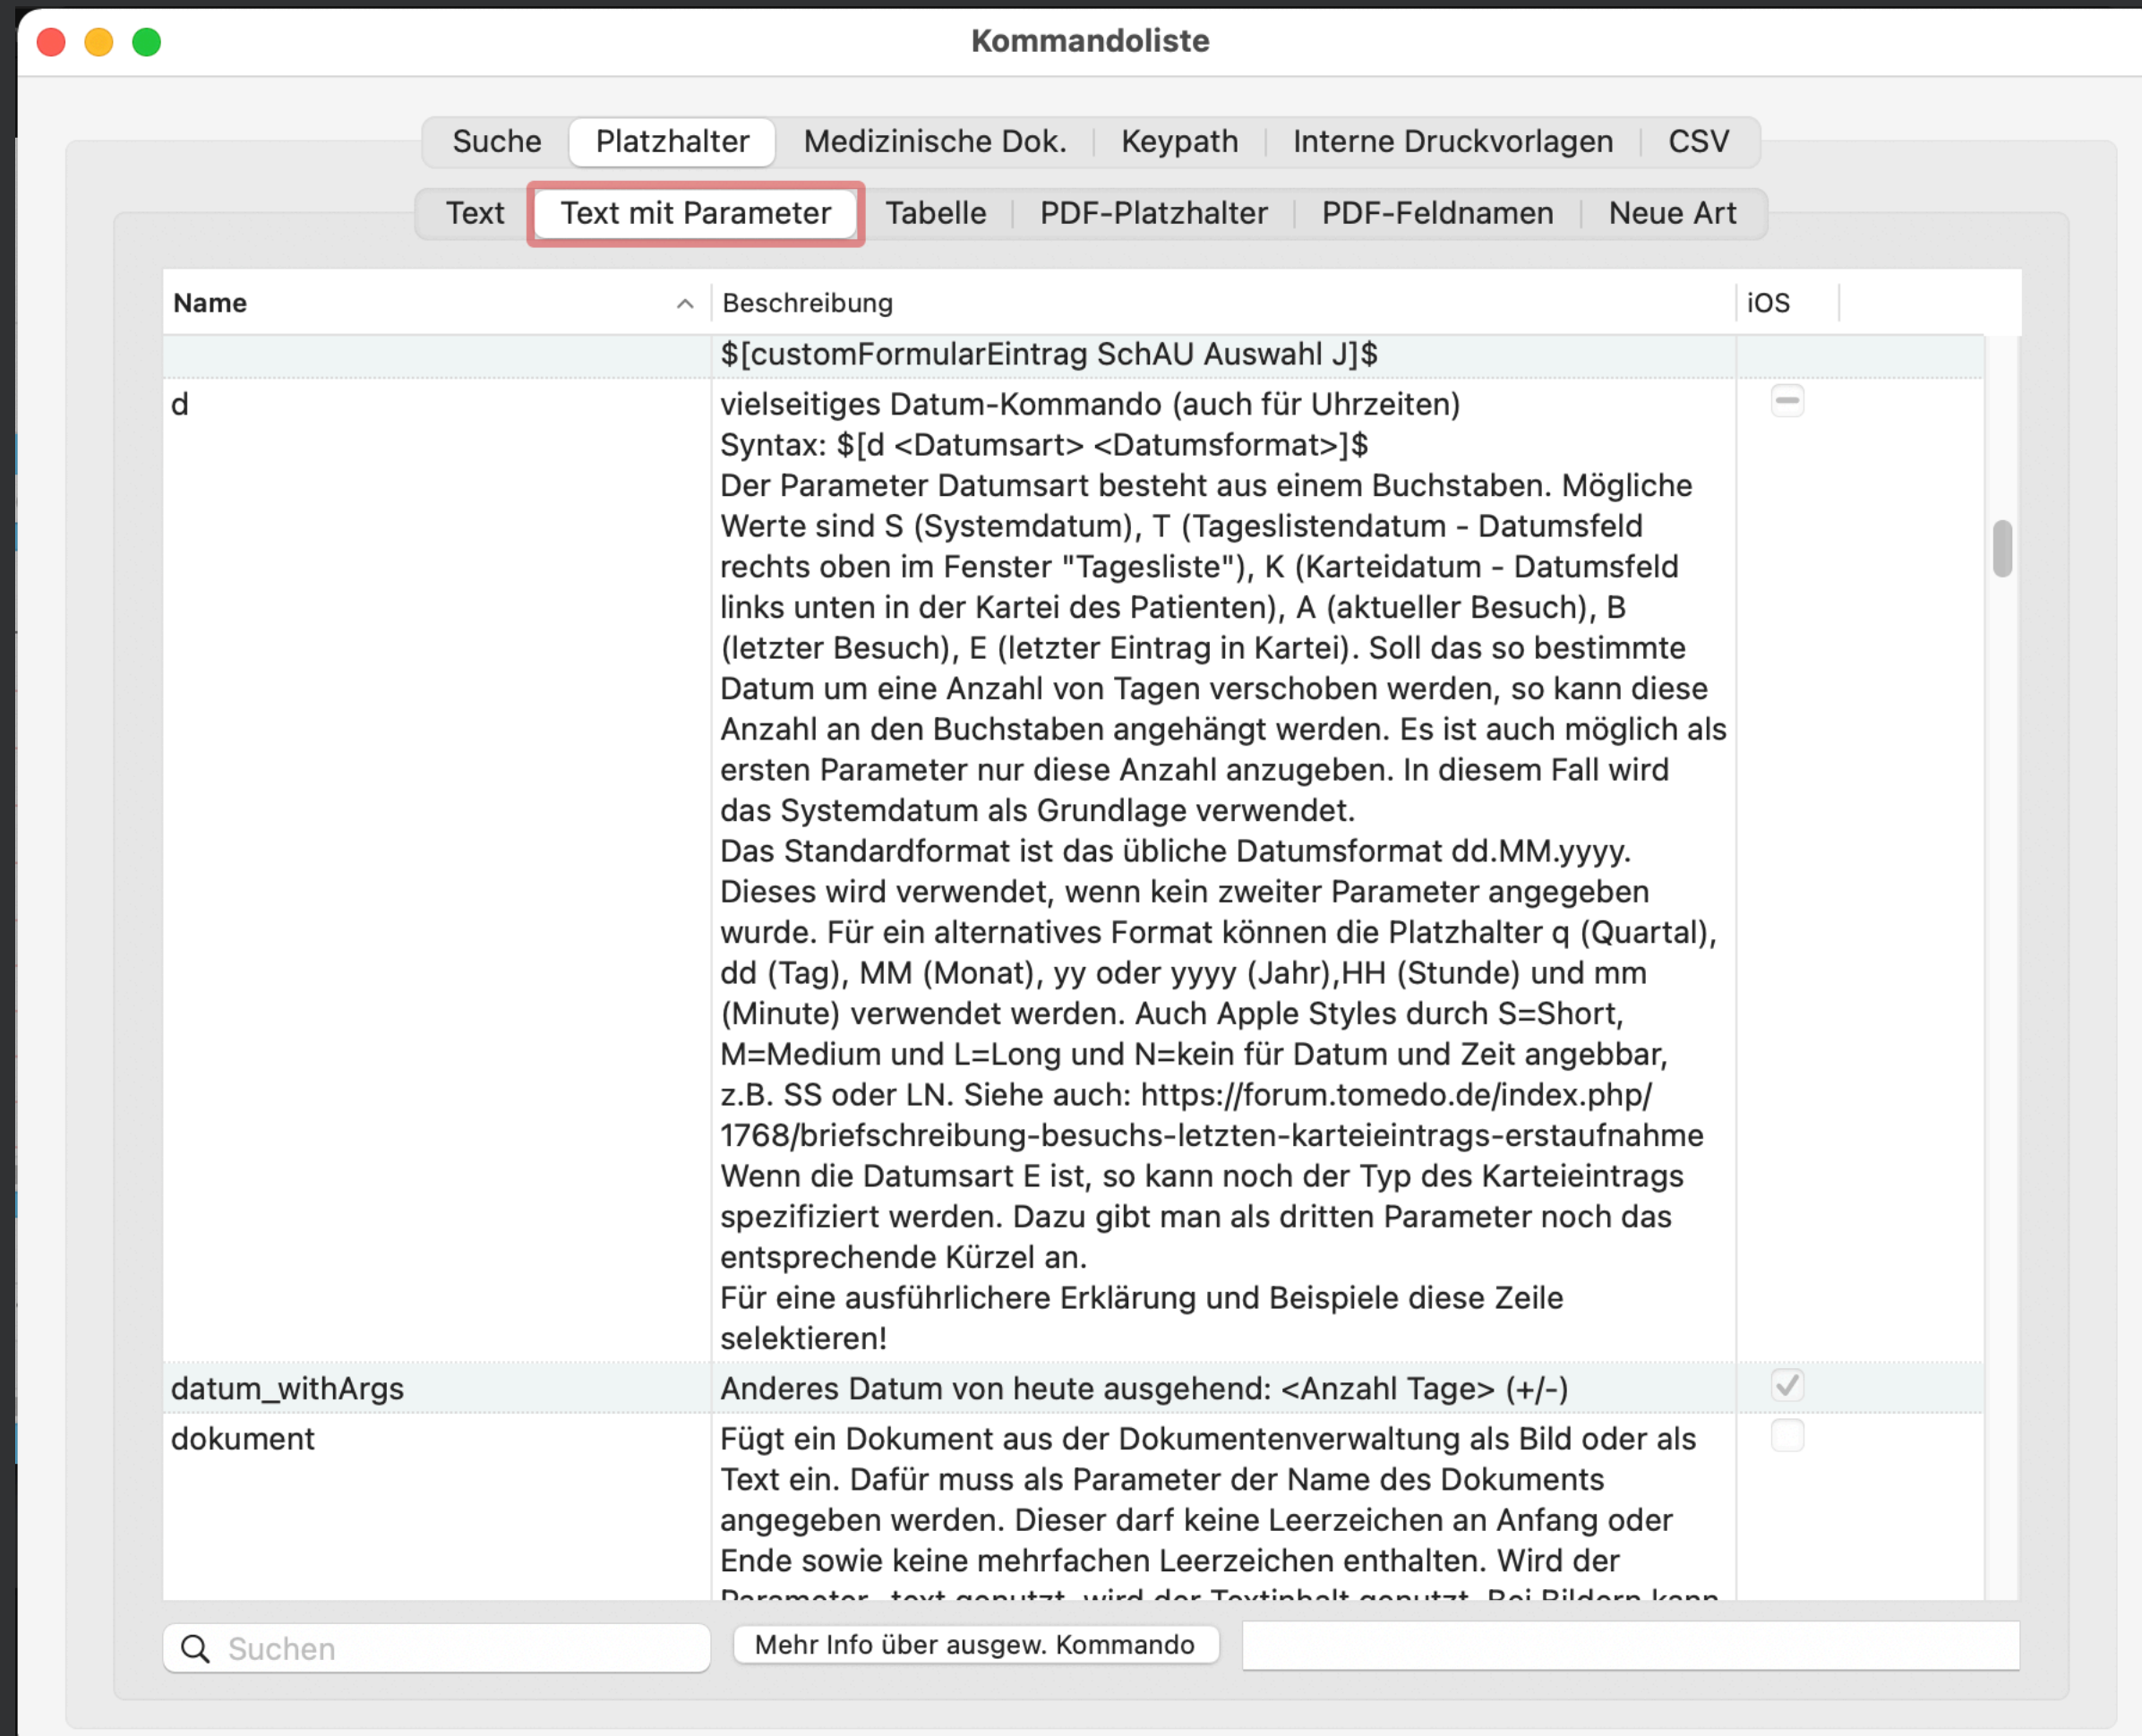 Kommandoliste
Suche Platzhalter Medizinische Dok. Keypath Interne Druckvorlagen CSV
Text Text mit Parameter Tabelle PDF-Platzhalter PDF-Feldnamen Neue Art
Name Beschreibung iOS
$[customFormularEintrag SchAU Auswahl J]$
d vielseitiges Datum-Kommando (auch für Uhrzeiten)
Syntax: $[d <Datumsart> <Datumsformat>]$
Der Parameter Datumsart besteht aus einem Buchstaben. Mögliche
Werte sind S (Systemdatum), T (Tageslistendatum - Datumsfeld
rechts oben im Fenster "Tagesliste"), K (Karteidatum - Datumsfeld
links unten in der Kartei des Patienten), A (aktueller Besuch), B
(letzter Besuch), E (letzter Eintrag in Kartei). Soll das so bestimmte
Datum um eine Anzahl von Tagen verschoben werden, so kann diese
Anzahl an den Buchstaben angehängt werden. Es ist auch möglich als
ersten Parameter nur diese Anzahl anzugeben. In diesem Fall wird
das Systemdatum als Grundlage verwendet.
Das Standardformat ist das übliche Datumsformat dd.MM.yyyy.
Dieses wird verwendet, wenn kein zweiter Parameter angegeben
wurde. Für ein alternatives Format können die Platzhalter q (Quartal),
dd (Tag), MM (Monat), yy oder yyyy (Jahr),HH (Stunde) und mm
(Minute) verwendet werden. Auch Apple Styles durch S=Short,
M=Medium und L=Long und N=kein für Datum und Zeit angebbar,
z.B. SS oder LN. Siehe auch: https://forum.tomedo.de/index.php/
1768/briefschreibung-besuchs-letzten-karteieintrags-erstaufnahme
Wenn die Datumsart E ist, so kann noch der Typ des Karteieintrags
spezifiziert werden. Dazu gibt man als dritten Parameter noch das
entsprechende Kürzel an.
Für eine ausführlichere Erklärung und Beispiele diese Zeile
selektieren!
datum_withArgs Anderes Datum von heute ausgehend: <Anzahl Tage> (+/-)
dokument Fügt ein Dokument aus der Dokumentenverwaltung als Bild oder als
Text ein. Dafür muss als Parameter der Name des Dokuments
angegeben werden. Dieser darf keine Leerzeichen an Anfang oder
Ende sowie keine mehrfachen Leerzeichen enthalten. Wird der
Parameter text genutzt wird der Textinhalt genutzt Bei Bildern kann
Suchen Mehr Info über ausgew. Kommando